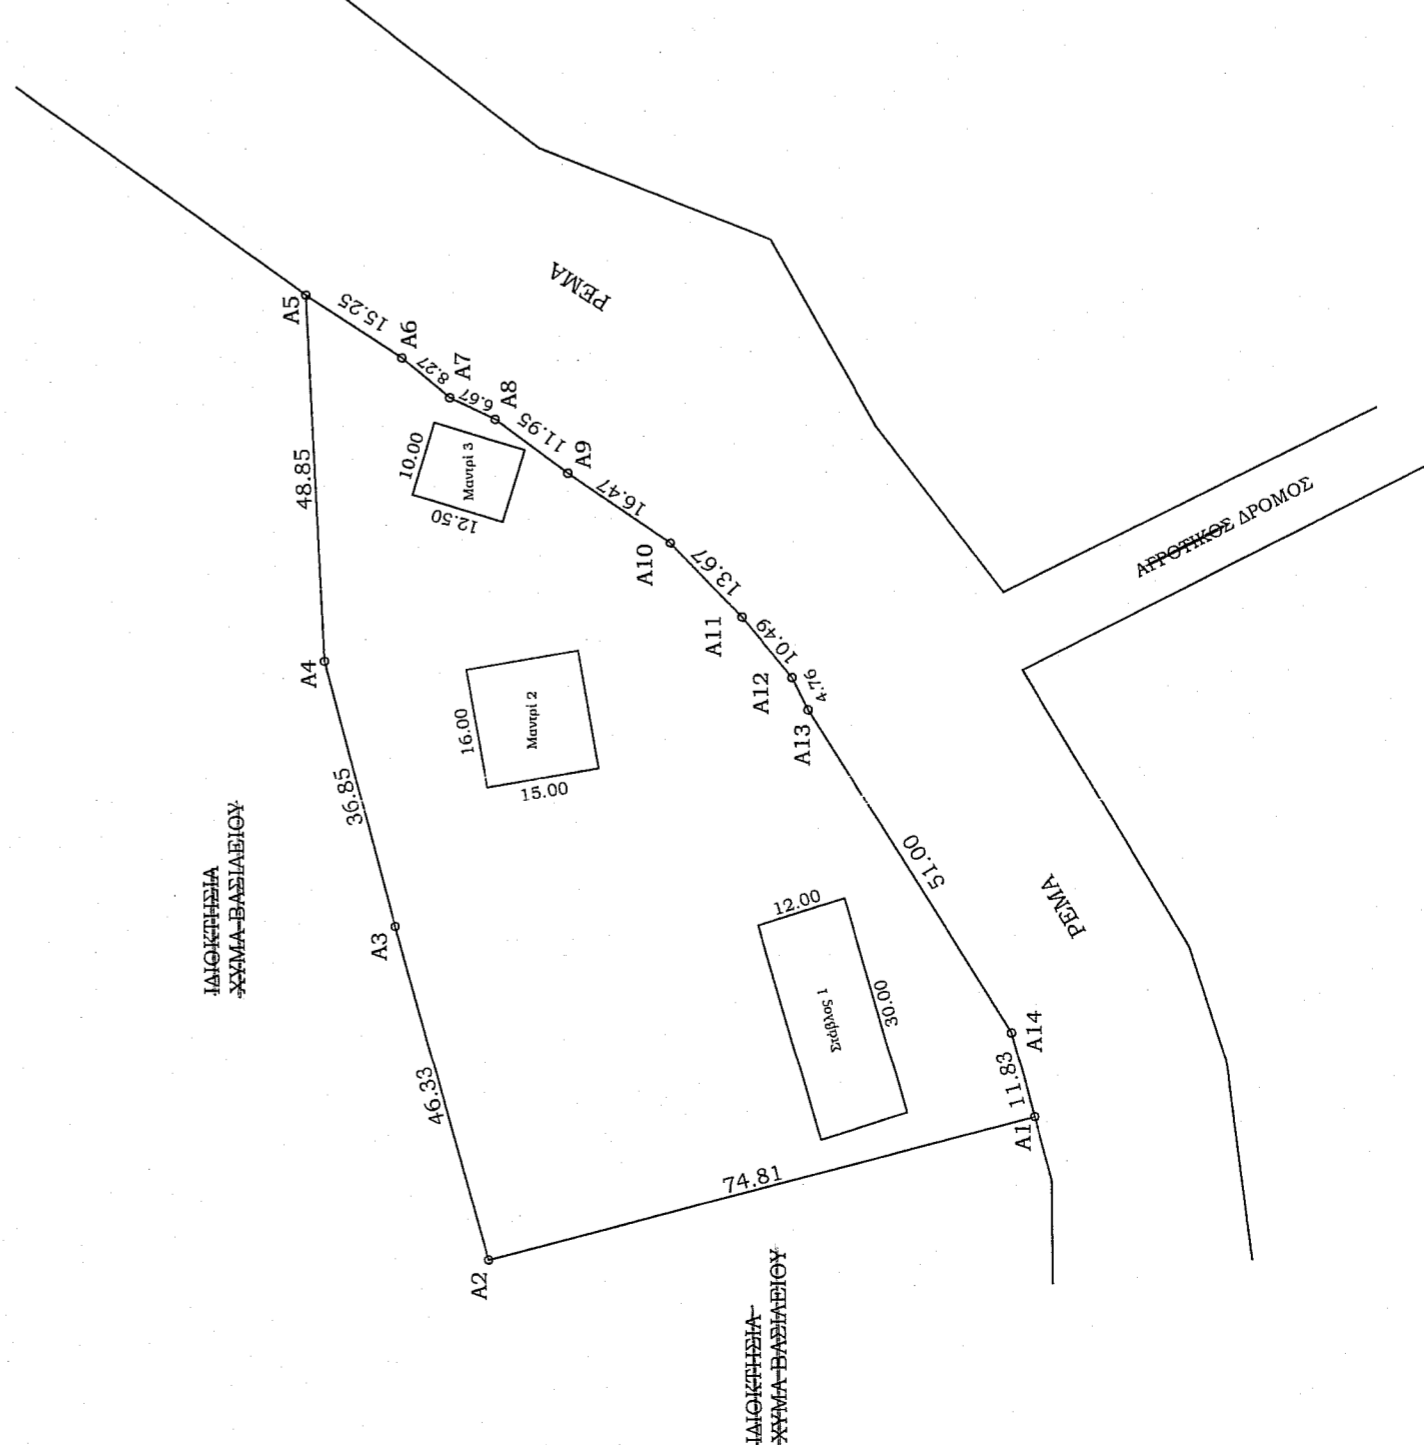 A5
15.25
A6
8.27
A7
6.67
A8
11.95
A9
16.47
A10
13.67
A11
10.49
A12
4.76
A13
51.00
A14
11.83
A1
74.81
A2
46.33
A3
36.85
A4
48.85
ΡΕΜΑ
10.00
12.50
Μαντρί 3
16.00
15.00
Μαντρί 2
12.00
30.00
Στάβλος 1
ΡΕΜΑ
ΑΓΡΟΤΙΚΟΣ ΔΡΟΜΟΣ
ΙΔΙΟΚΤΗΣΙΑ
ΧΥΜΑ ΒΑΣΙΛΕΙΟΥ
ΙΔΙΟΚΤΗΣΙΑ
ΧΥΜΑ ΒΑΣΙΛΕΙΟΥ